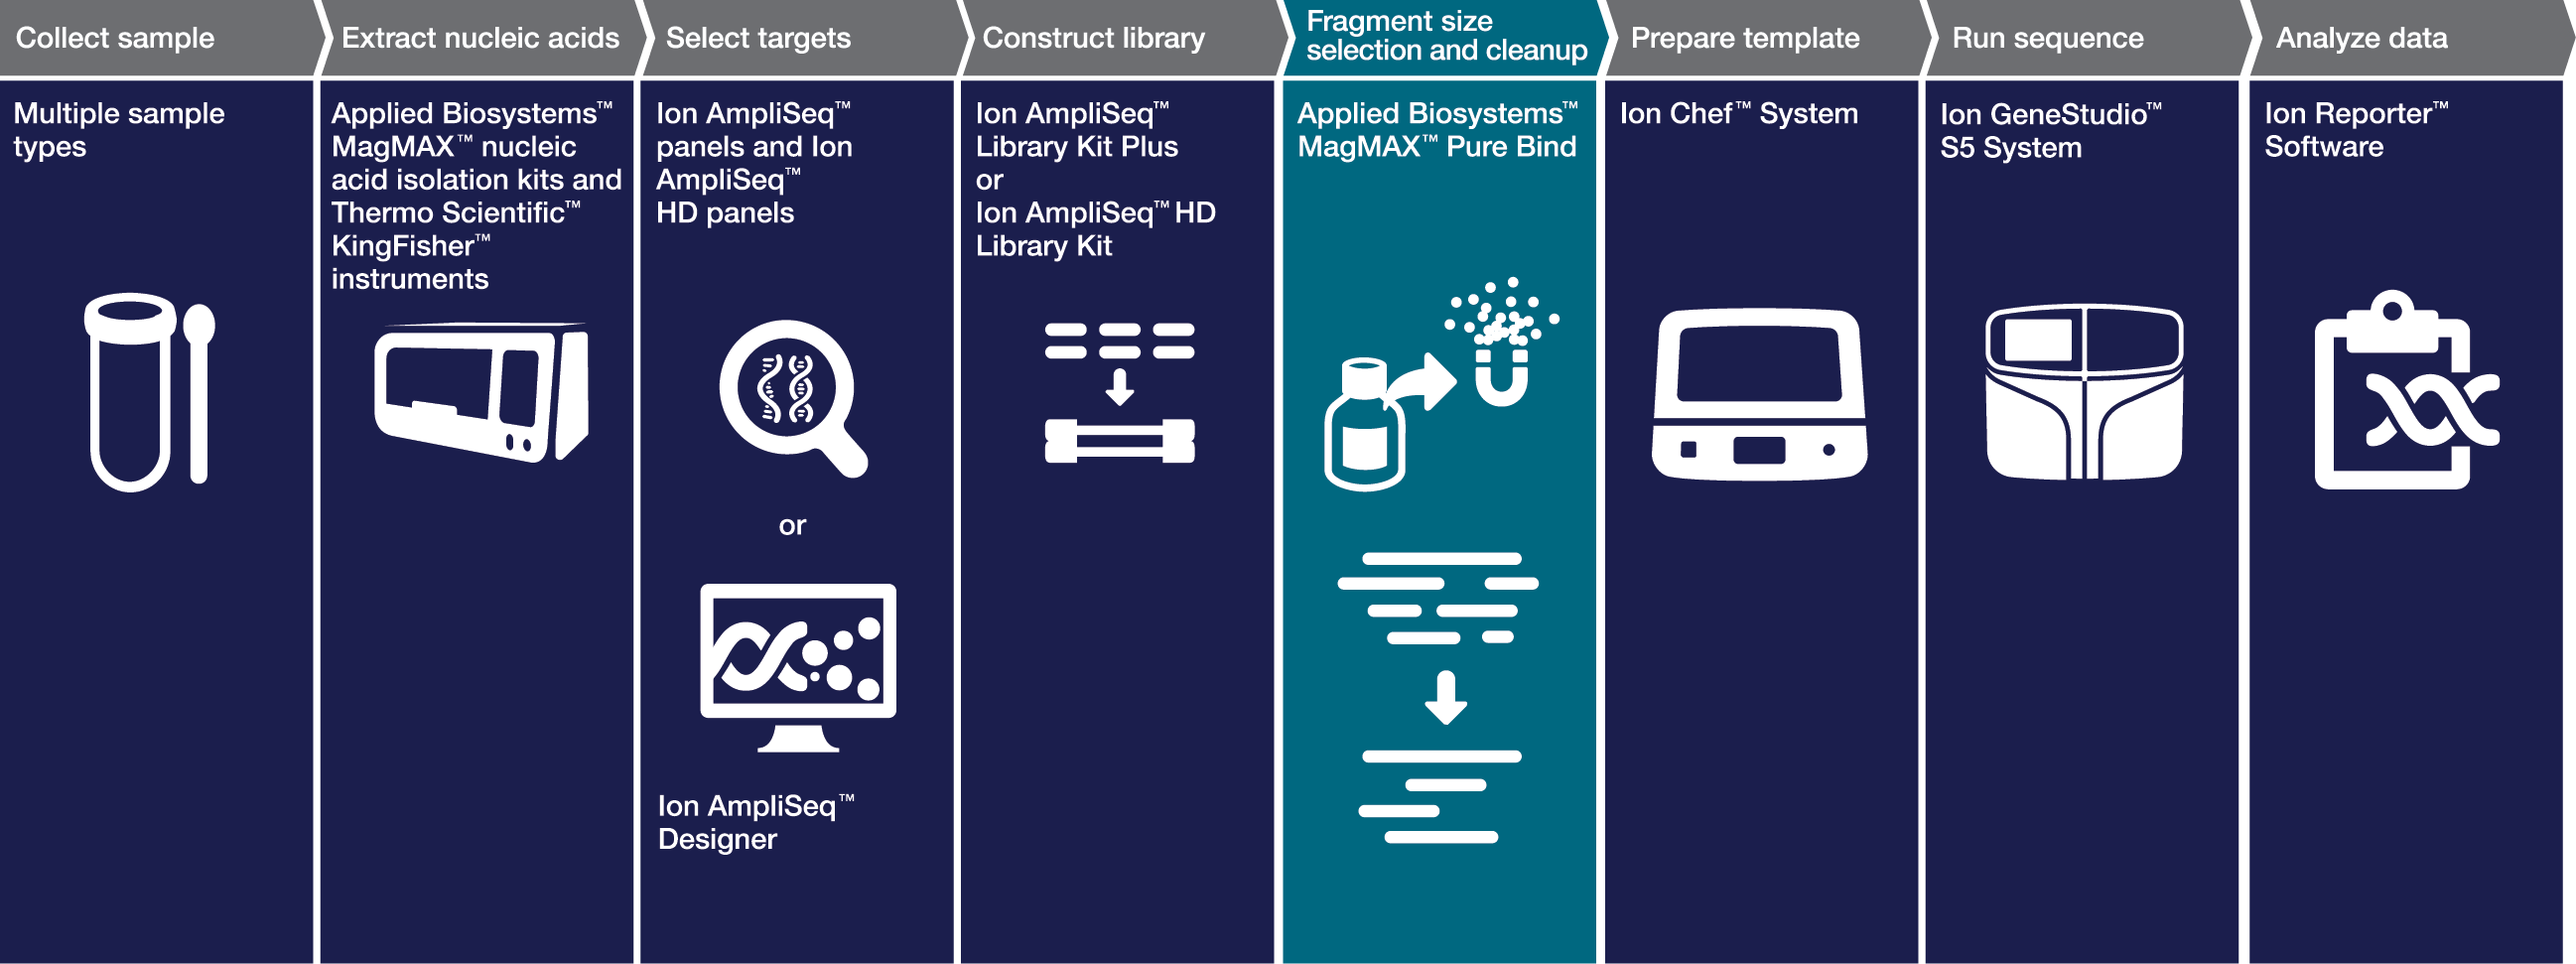 Collect sample
Extract nucleic acids
Select targets
Construct library
Fragment size
selection and cleanup
Prepare template
Run sequence
Analyze data
Multiple sample
types
Applied Biosystems™
MagMAX™ nucleic
acid isolation kits and
Thermo Scientific™
KingFisher™
instruments
Ion AmpliSeq™
panels and Ion
AmpliSeq™
HD panels
or
Ion AmpliSeq™
Designer
Ion AmpliSeq™
Library Kit Plus
or
Ion AmpliSeq™ HD
Library Kit
Applied Biosystems™
MagMAX™ Pure Bind
Ion Chef™ System
Ion GeneStudio™
S5 System
Ion Reporter™
Software